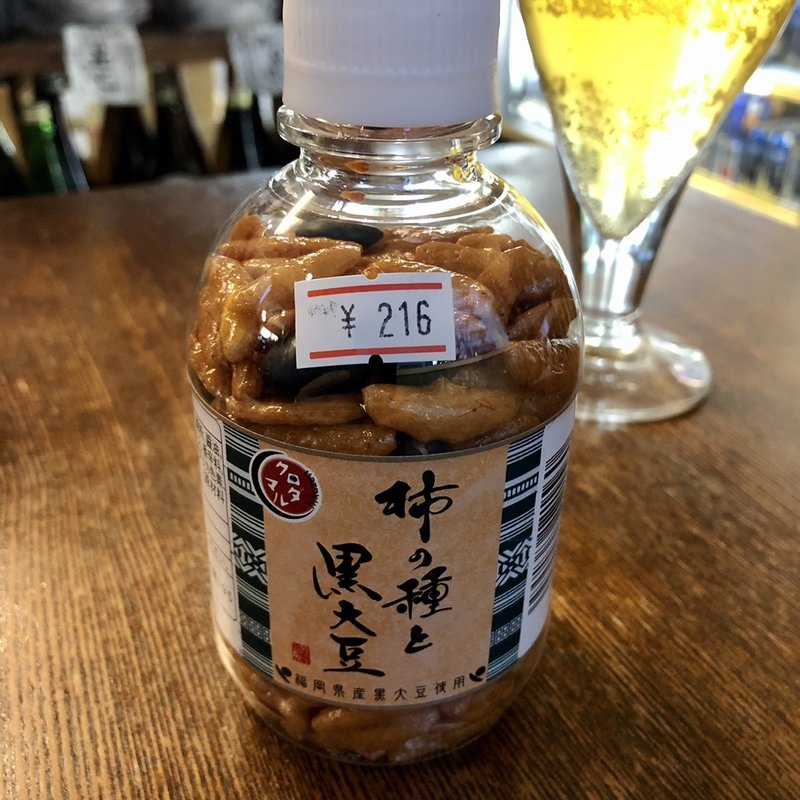 ¥ 216
クロダ
マル
柿の種と
黒大豆
福岡県産黒大豆使用